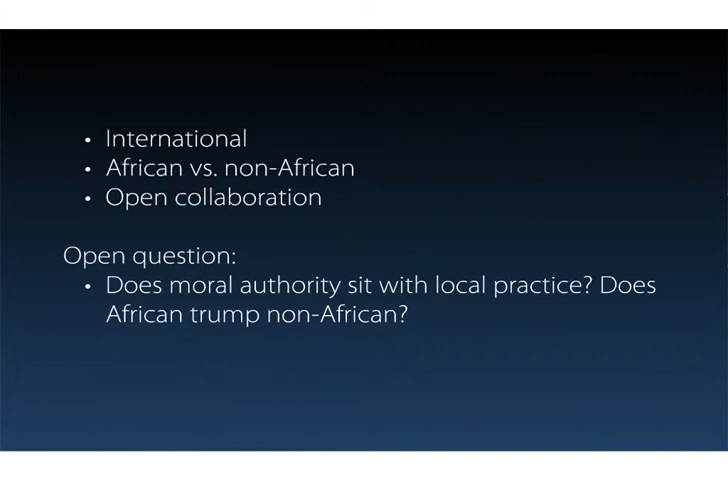 • International
• African vs. non-African
• Open collaboration
Open question:
• Does moral authority sit with local practice? Does
African trump non-African?